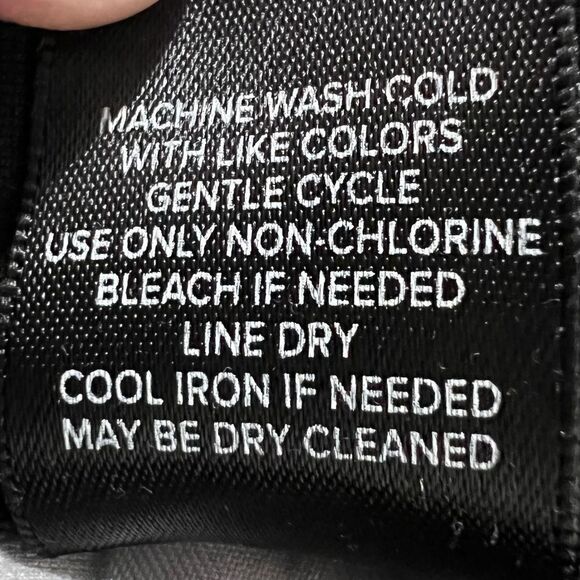 MACHINE WASH COLD
WITH LIKE COLORS
GENTLE CYCLE
USE ONLY NON-CHLORINE
BLEACH IF NEEDED
LINE DRY
COOL IRON IF NEEDED
MAY BE DRY CLEANED